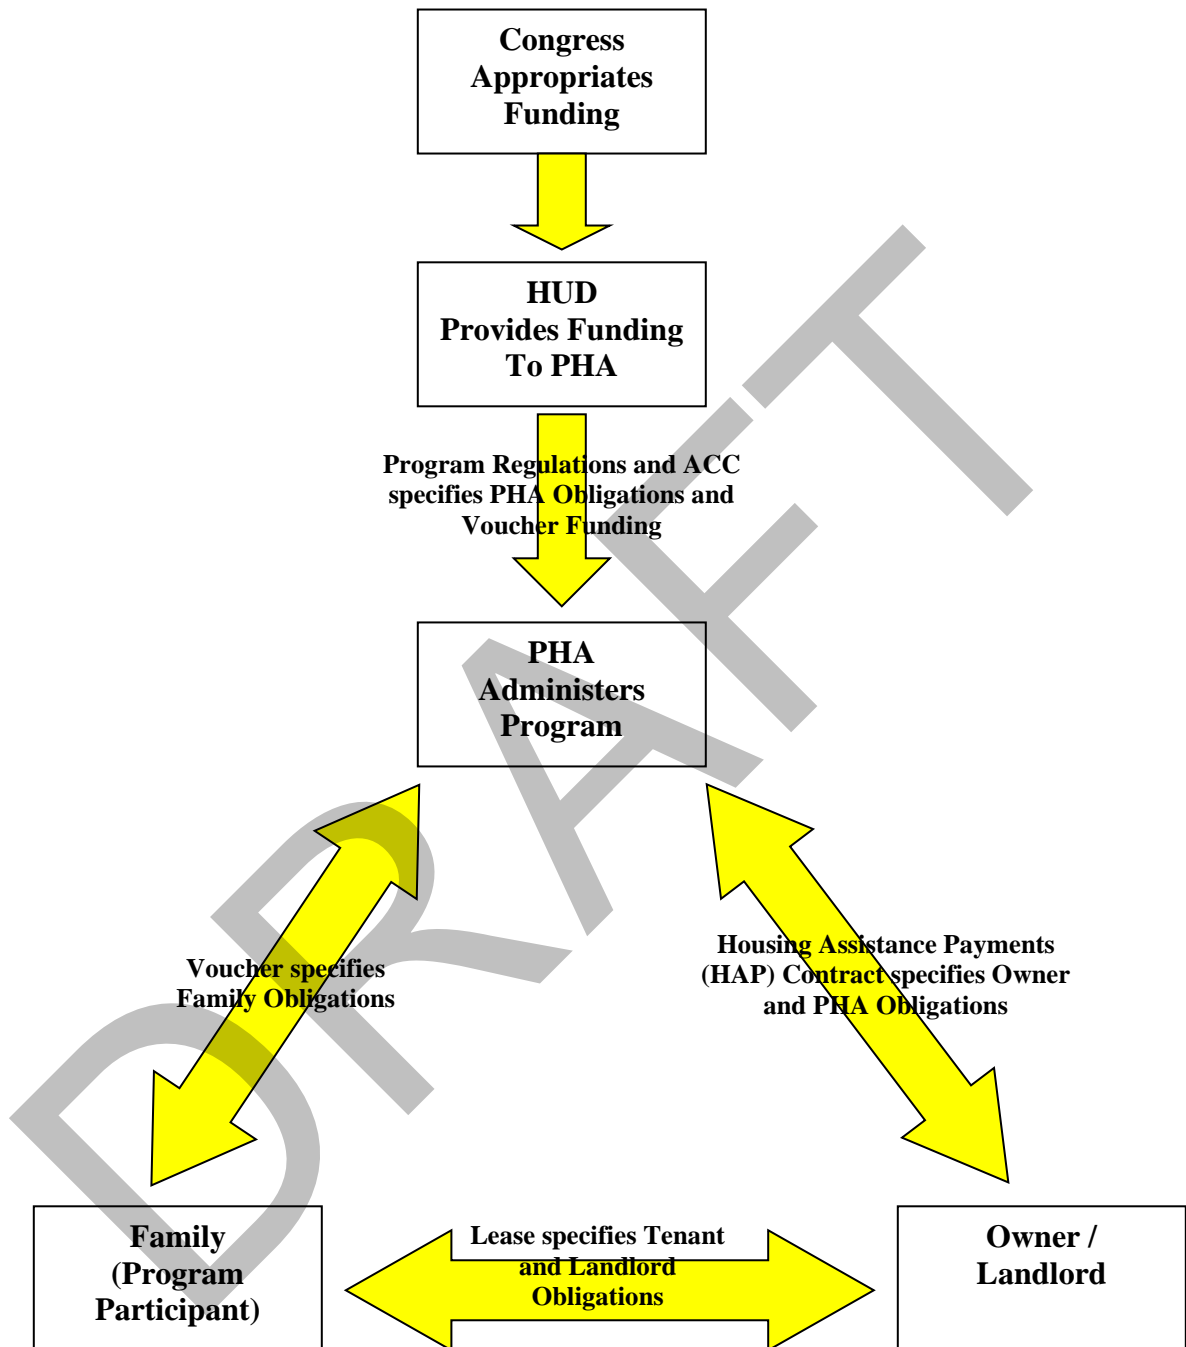 Congress
Appropriates
Funding
HUD
Provides Funding
To PHA
Program Regulations and ACC
specifies PHA Obligations and
Voucher Funding
PHA
Administers
Program
Voucher specifies
Family Obligations
Housing Assistance Payments
(HAP) Contract specifies Owner
and PHA Obligations
Family
(Program
Participant)
Lease specifies Tenant
and Landlord
Obligations
Owner /
Landlord
DRAFT